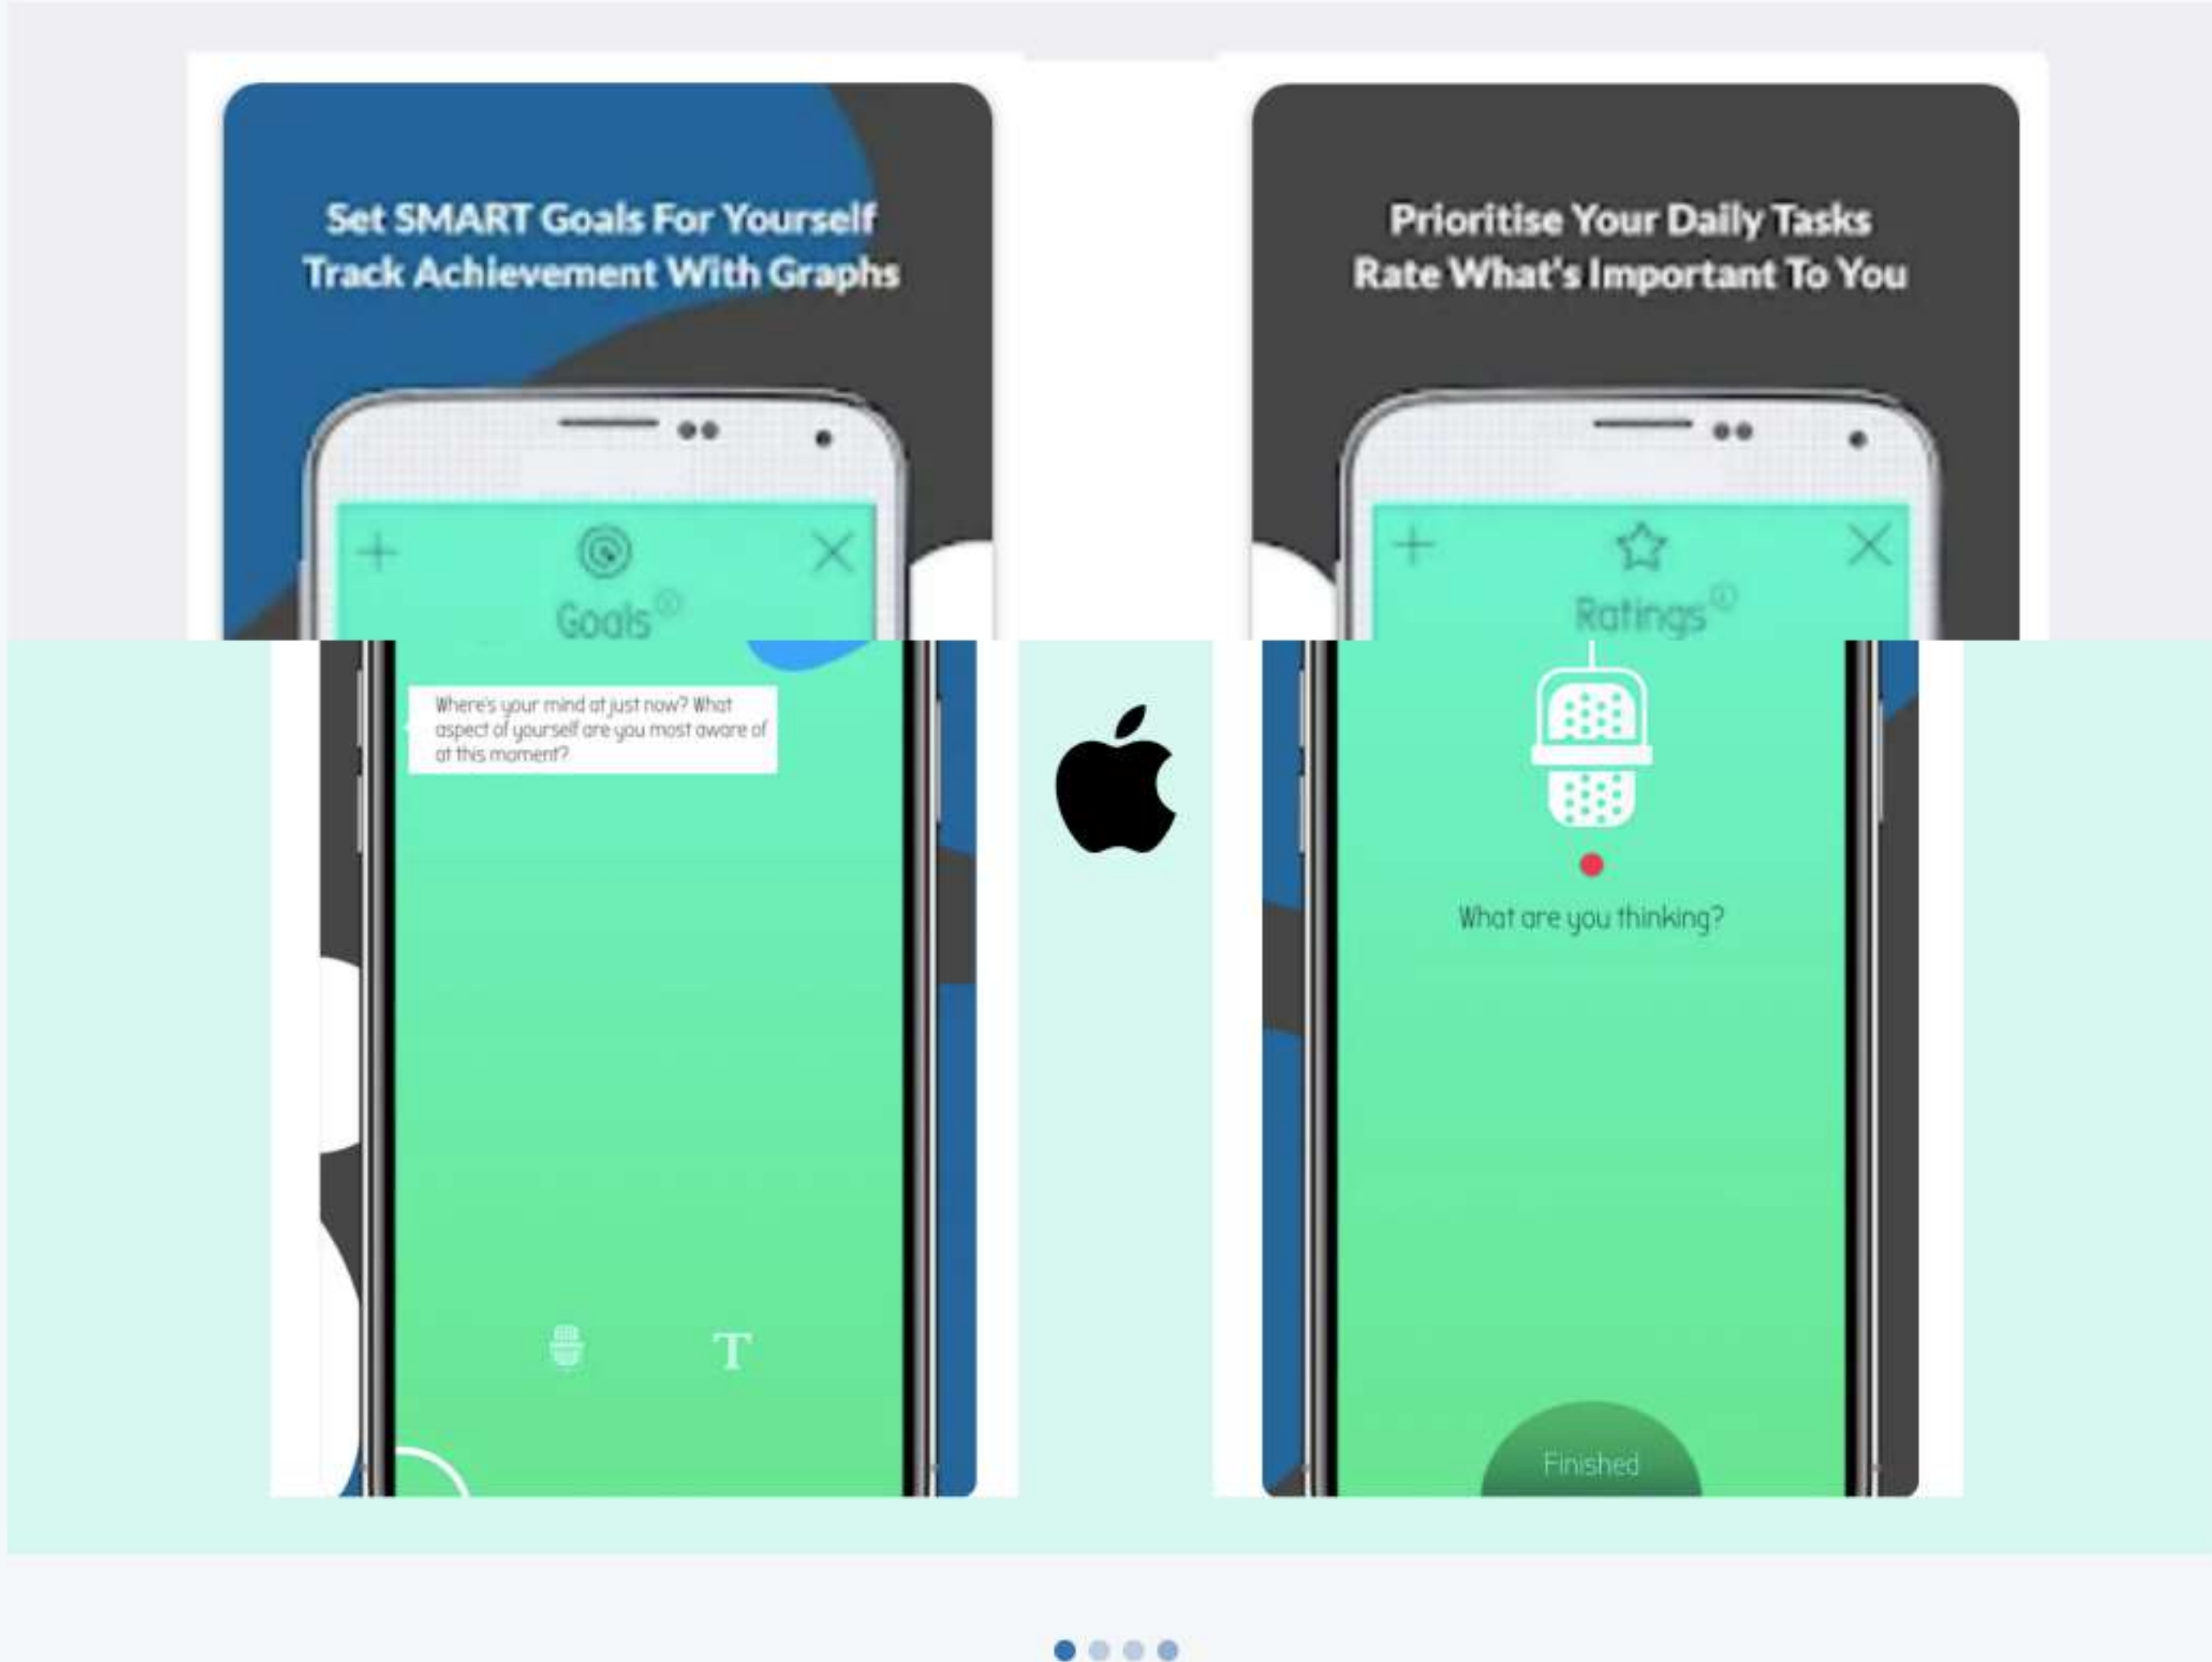 Set SMART Goals For Yourself
Track Achievement With Graphs
Prioritise Your Daily Tasks
Rate What's Important To You
Goals
Ratings
Where's your mind at just now? What
aspect of yourself are you most aware of
at this moment?
What are you thinking?
T
Finished